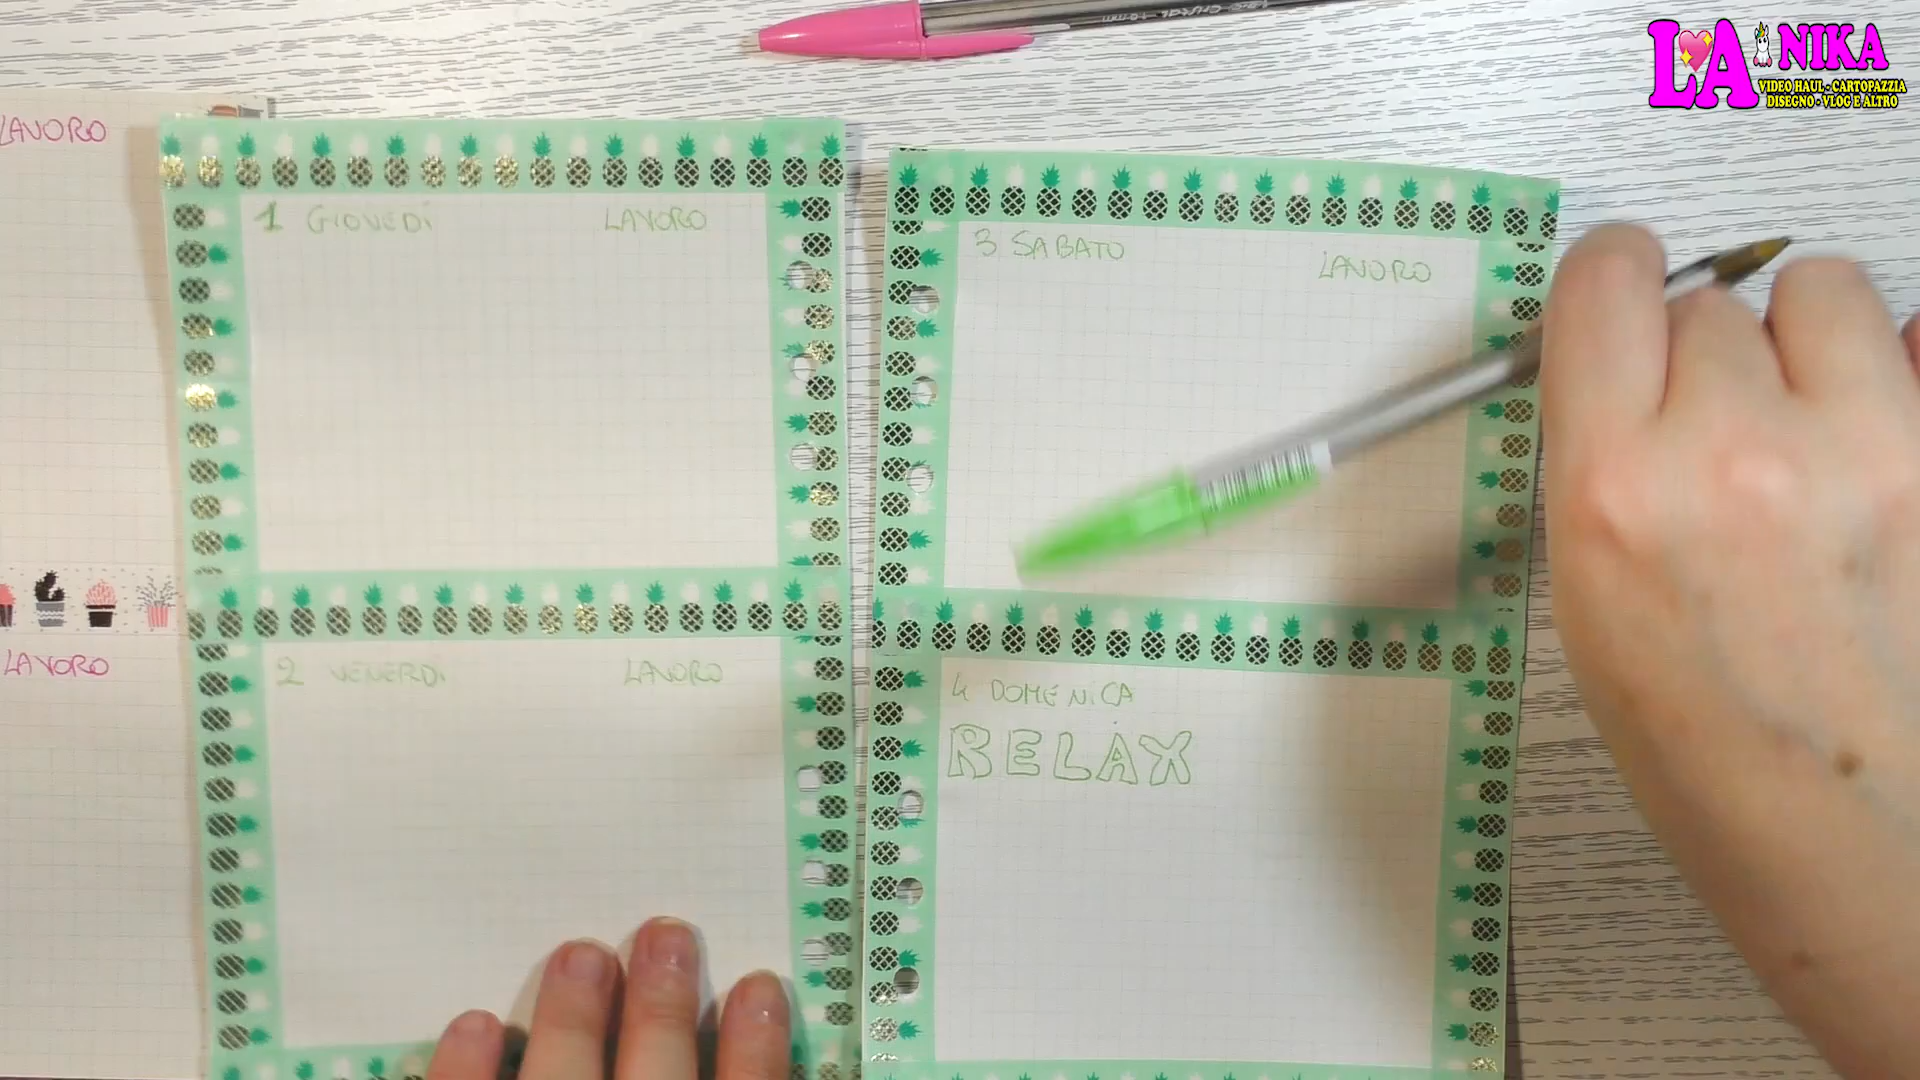 LA NIKA
VIDEO HAUL - CARTOPAZZIA
DISEGNO - VLOG E ALTRO
LAVORO
LAVORO
1 GIOVEDÌ LAVORO
2 VENERDÌ LAVORO
3 SABATO LAVORO
4 DOMENICA
RELAX